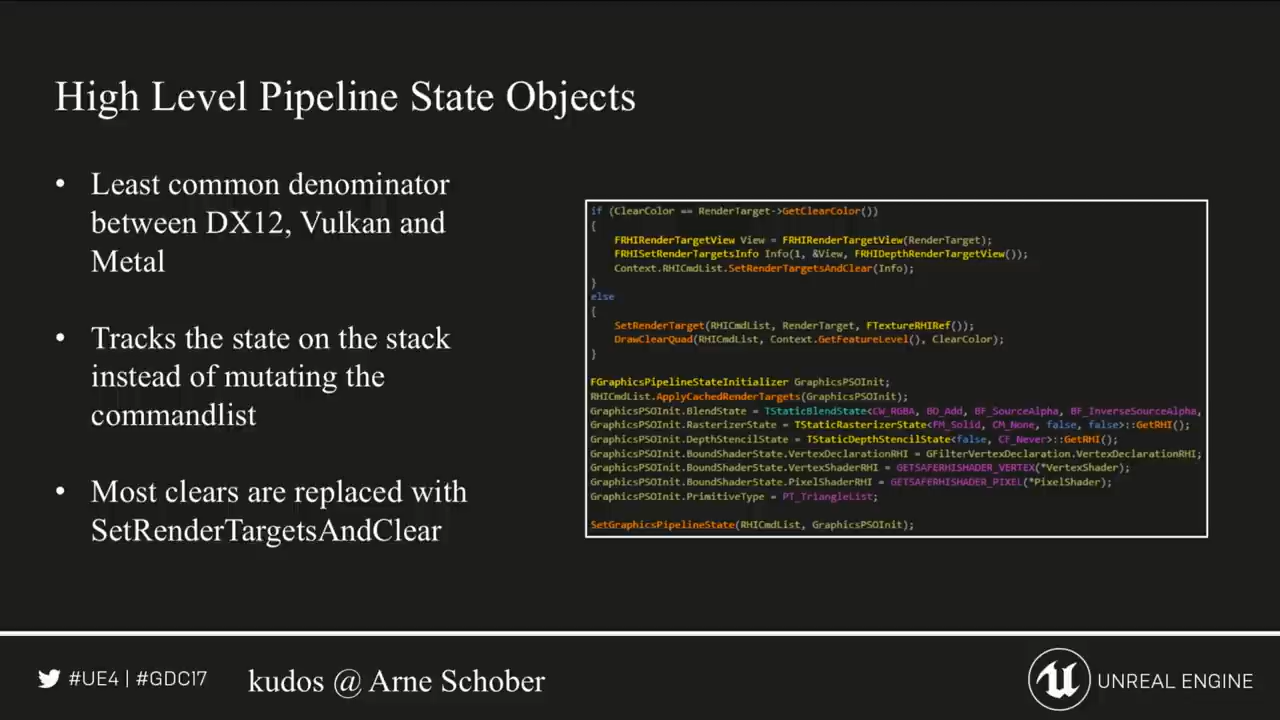 High Level Pipeline State Objects
• Least common denominator
between DX12, Vulkan and
Metal
• Tracks the state on the stack
instead of mutating the
commandlist
• Most clears are replaced with
SetRenderTargetsAndClear
if (ClearColor == RenderTarget->GetClearColor())
{
FRHIRenderTargetView View = FRHIRenderTargetView(RenderTarget);
FRHISetRenderTargetsInfo Info(1, &View, FRHIDepthRenderTargetView());
Context.RHICmdList.SetRenderTargetsAndClear(Info);
}
else
{
SetRenderTarget(RHICmdList, RenderTarget, FTextureRHIRef());
DrawClearQuad(RHICmdList, Context.GetFeatureLevel(), ClearColor);
}
FGraphicsPipelineStateInitializer GraphicsPSOInit;
RHICmdList.ApplyCachedRenderTargets(GraphicsPSOInit);
GraphicsPSOInit.BlendState = TStaticBlendState<CW_RGBA, BO_Add, BF_SourceAlpha, BF_InverseSourceAlpha,
GraphicsPSOInit.RasterizerState = TStaticRasterizerState<FM_Solid, CM_None, false, false>::GetRHI();
GraphicsPSOInit.DepthStencilState = TStaticDepthStencilState<false, CF_Never>::GetRHI();
GraphicsPSOInit.BoundShaderState.VertexDeclarationRHI = GFilterVertexDeclaration.VertexDeclarationRHI;
GraphicsPSOInit.BoundShaderState.VertexShaderRHI = GETSAFERHISHADER_VERTEX(*VertexShader);
GraphicsPSOInit.BoundShaderState.PixelShaderRHI = GETSAFERHISHADER_PIXEL(*PixelShader);
GraphicsPSOInit.PrimitiveType = PT_TriangleList;
SetGraphicsPipelineState(RHICmdList, GraphicsPSOInit);
#UE4 | #GDC17
kudos @ Arne Schober
UNREAL ENGINE